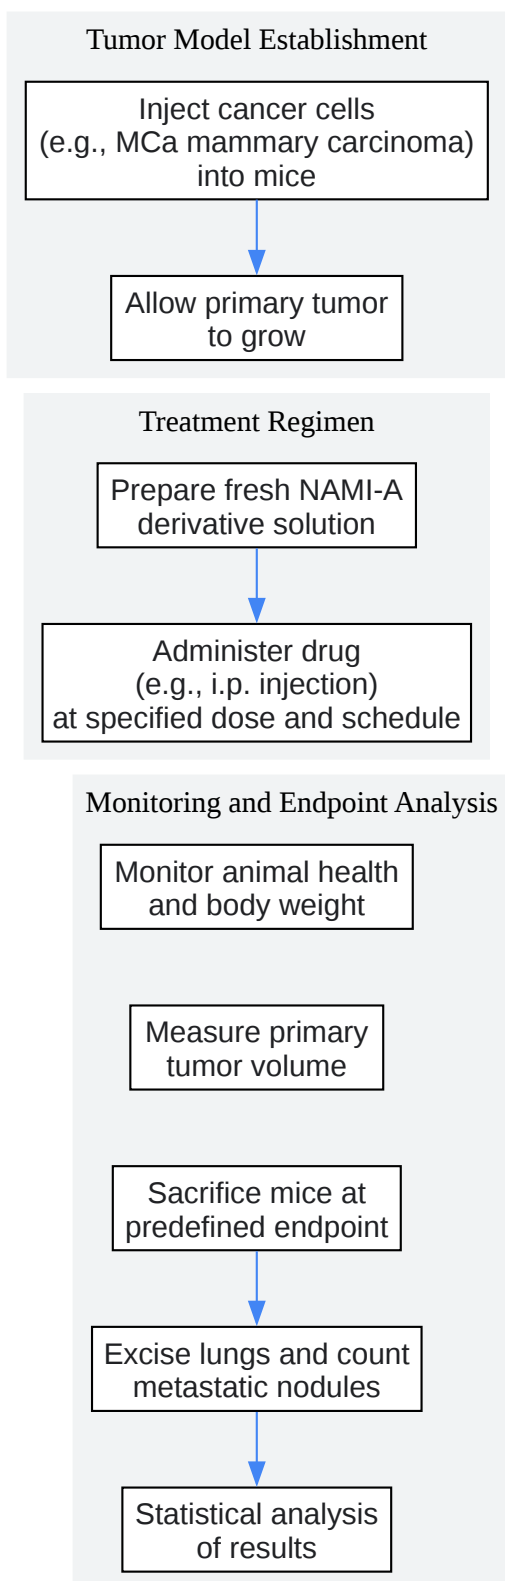 Tumor Model Establishment
Inject cancer cells
(e.g., MCa mammary carcinoma)
into mice
Allow primary tumor
to grow
Treatment Regimen
Prepare fresh NAMI-A
derivative solution
Administer drug
(e.g., i.p. injection)
at specified dose and schedule
Monitoring and Endpoint Analysis
Monitor animal health
and body weight
Measure primary
tumor volume
Sacrifice mice at
predefined endpoint
Excise lungs and count
metastatic nodules
Statistical analysis
of results